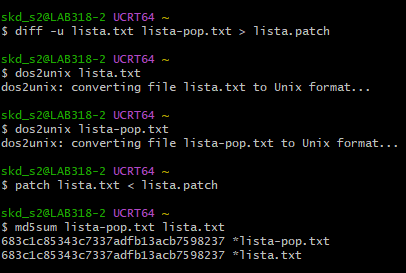 skd_s2@LAB318-2 UCRT64 ~
$ diff -u lista.txt lista-pop.txt > lista.patch
skd_s2@LAB318-2 UCRT64 ~
$ dos2unix lista.txt
dos2unix: converting file lista.txt to Unix format...
skd_s2@LAB318-2 UCRT64 ~
$ dos2unix lista-pop.txt
dos2unix: converting file lista-pop.txt to Unix format...
skd_s2@LAB318-2 UCRT64 ~
$ patch lista.txt < lista.patch
skd_s2@LAB318-2 UCRT64 ~
$ md5sum lista-pop.txt lista.txt
683c1c85343c7337adfb13acb7598237 *lista-pop.txt
683c1c85343c7337adfb13acb7598237 *lista.txt